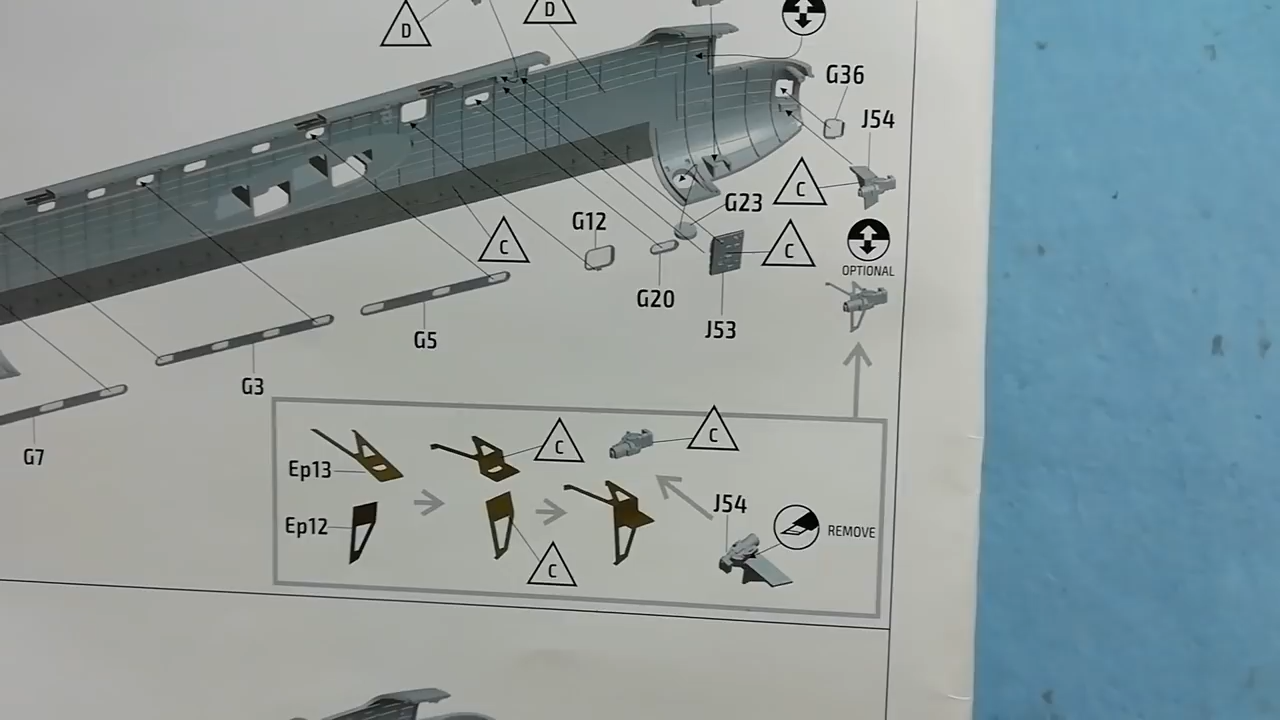 D
D
G36
J54
C
G23
G12
C
C
G20
OPTIONAL
J53
G5
G3
G7
C
C
Ep13
J54
Ep12
REMOVE
C